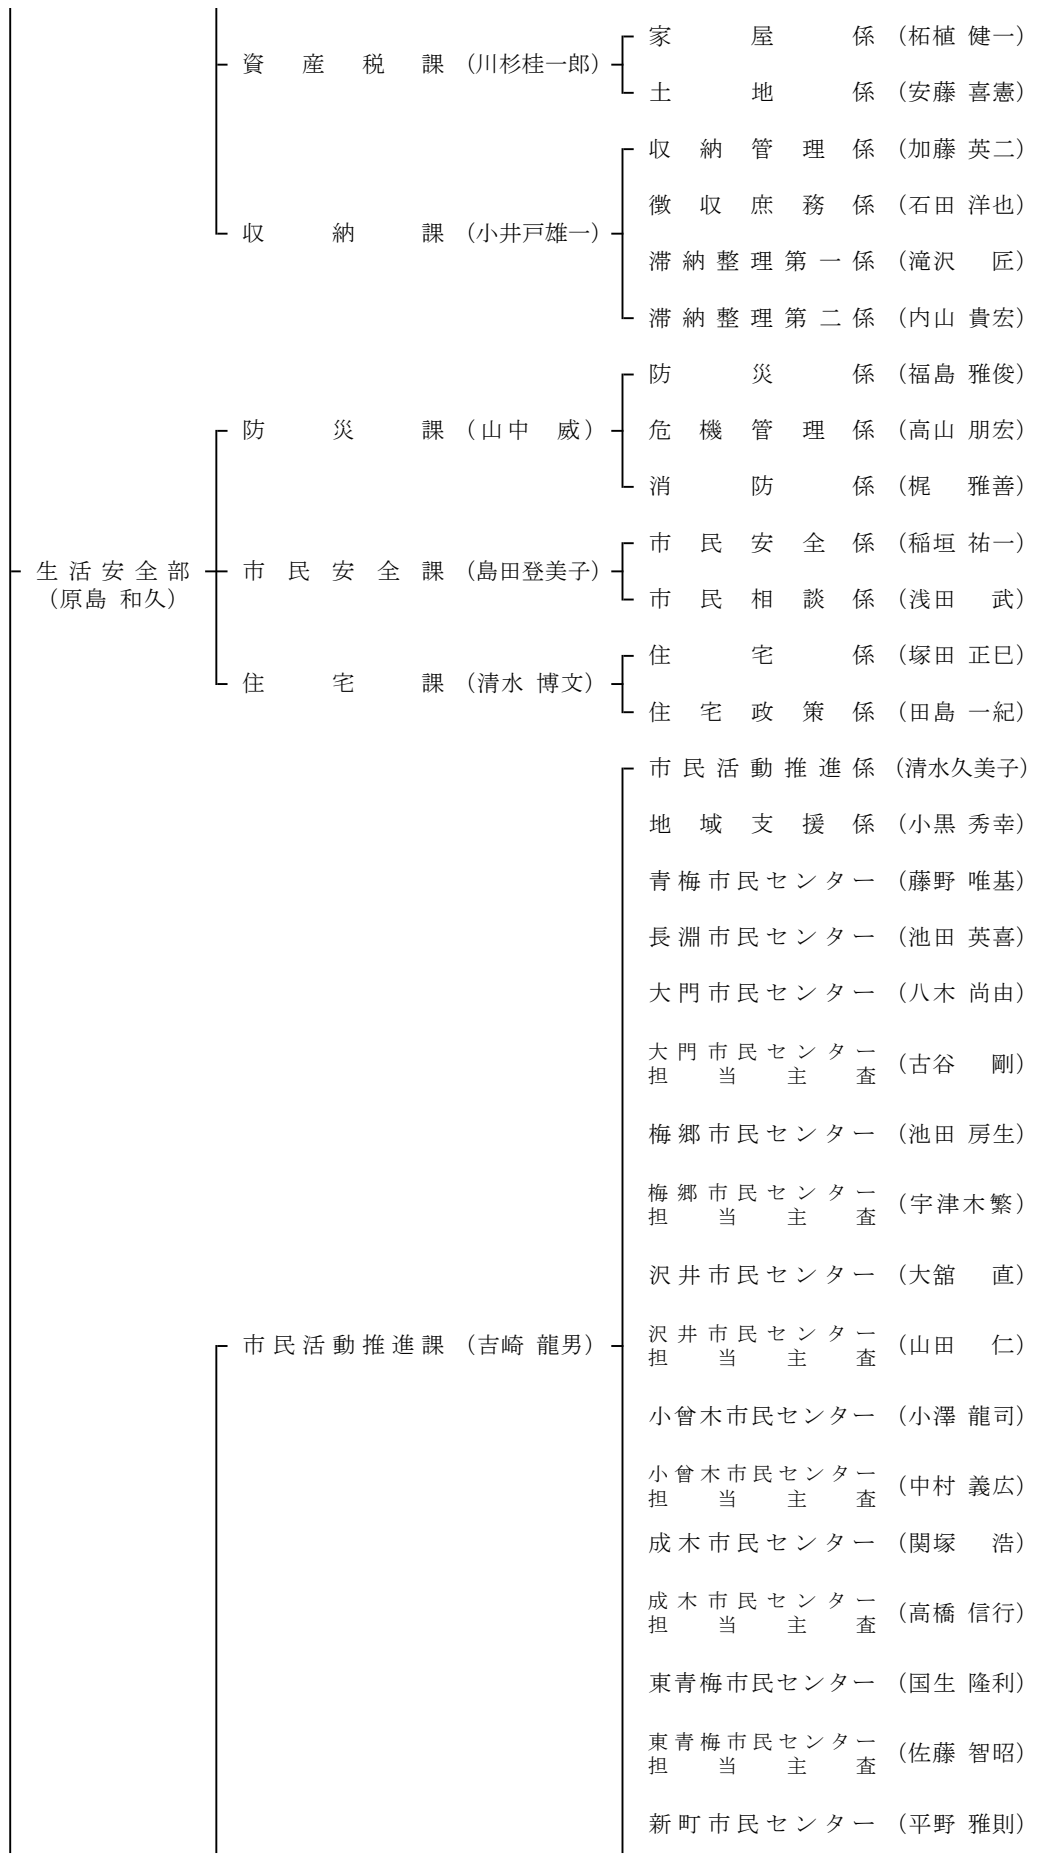 家屋係（柘植 健一）
資産税課（川杉桂一郎）
土地係（安藤 喜憲）
収納管理係（加藤 英二）
徴収庶務係（石田 洋也）
収納課（小井戸雄一）
滞納整理第一係（滝沢 匠）
滞納整理第二係（内山 貴宏）
防災係（福島 雅俊）
防災課（山中 威）
危機管理係（高山 朋宏）
消防係（梶 雅善）
市民安全係（稲垣 祐一）
生活安全部
（原島 和久）
市民安全課（島田登美子）
市民相談係（浅田 武）
住宅係（塚田 正巳）
住宅課（清水 博文）
住宅政策係（田島 一紀）
市民活動推進係（清水久美子）
地域支援係（小黒 秀幸）
青梅市民センター（藤野 唯基）
長淵市民センター（池田 英喜）
大門市民センター（八木 尚由）
大門市民センター
担当主査（古谷 剛）
梅郷市民センター（池田 房生）
梅郷市民センター
担当主査（宇津木繁）
沢井市民センター（大舘 直）
市民活動推進課（吉崎 龍男）
沢井市民センター
担当主査（山田 仁）
小曾木市民センター（小澤 龍司）
小曾木市民センター
担当主査（中村 義広）
成木市民センター（関塚 浩）
成木市民センター
担当主査（高橋 信行）
東青梅市民センター（国生 隆利）
東青梅市民センター
担当主査（佐藤 智昭）
新町市民センター（平野 雅則）